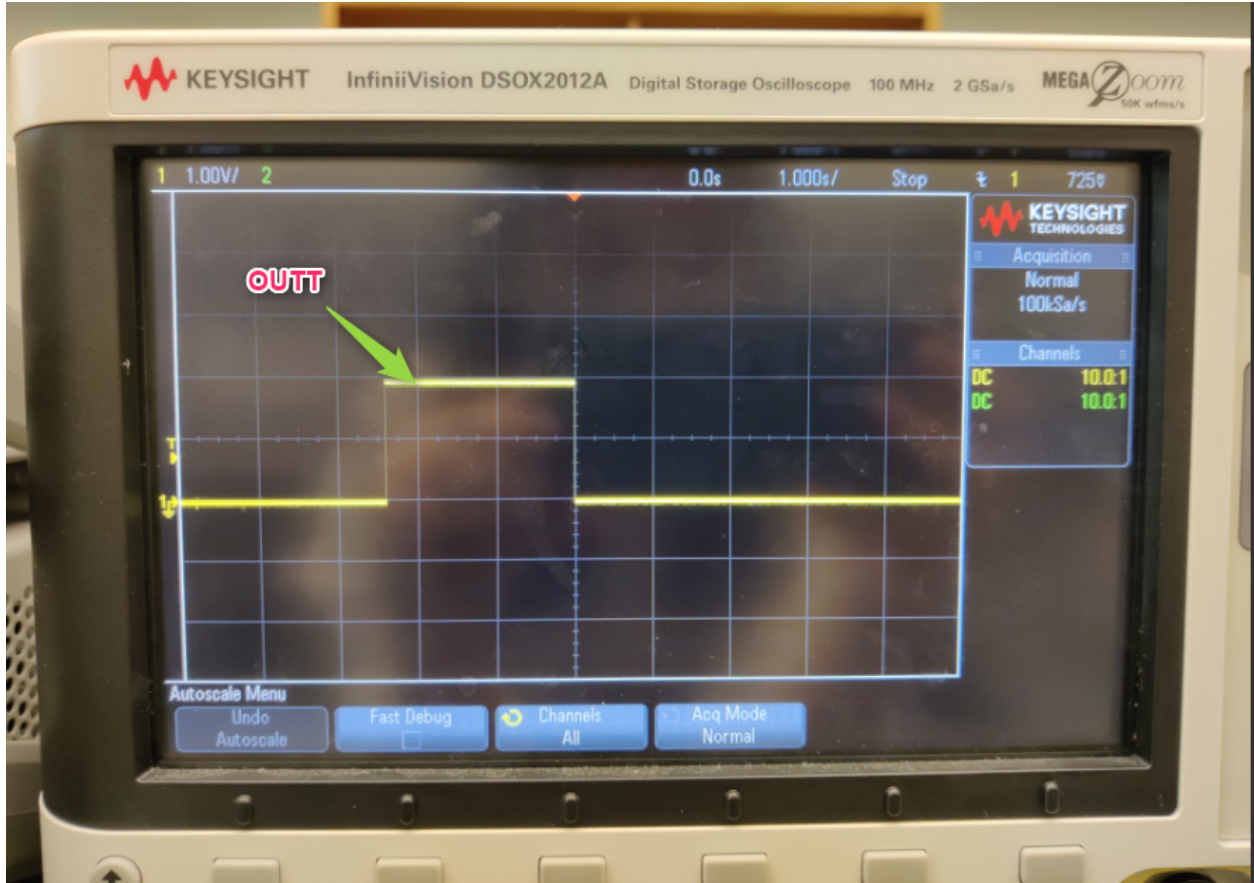 KEYSIGHT InfiniiVision DSOX2012A Digital Storage Oscilloscope 100 MHz 2 GSa/s MEGA Zoom
50K wfms/s
1 1.00V/ 2 0.0s 1.000s/ Stop 1 725
KEYSIGHT
TECHNOLOGIES
Acquisition
Normal
100kSa/s
Channels
DC 10.0:1
DC 10.0:1
OUTT
T
1
Autoscale Menu
Undo
Autoscale
Fast Debug
Channels
All
Acq Mode
Normal